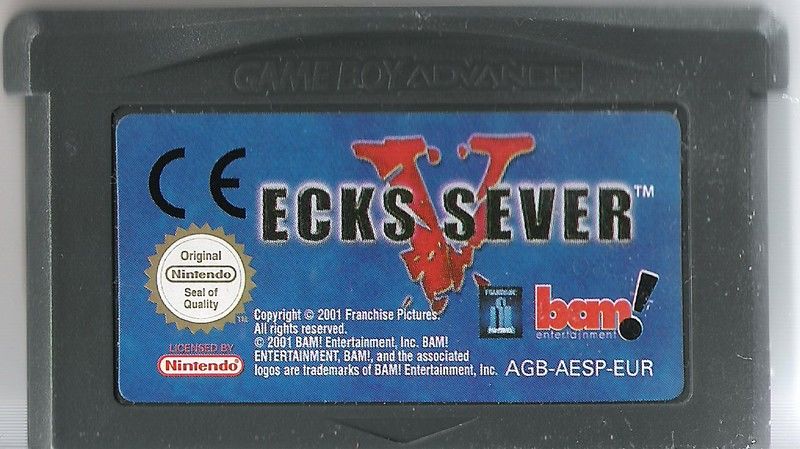 GAME BOY ADVANCE
CE
ECKS V SEVER™
Original
Nintendo
Seal of
Quality
TM
LICENSED BY
Nintendo
Copyright © 2001 Franchise Pictures.
All rights reserved.
© 2001 BAM! Entertainment, Inc. BAM!
ENTERTAINMENT, BAM!, and the associated
logos are trademarks of BAM! Entertainment, Inc.
bam!
entertainment
AGB-AESP-EUR